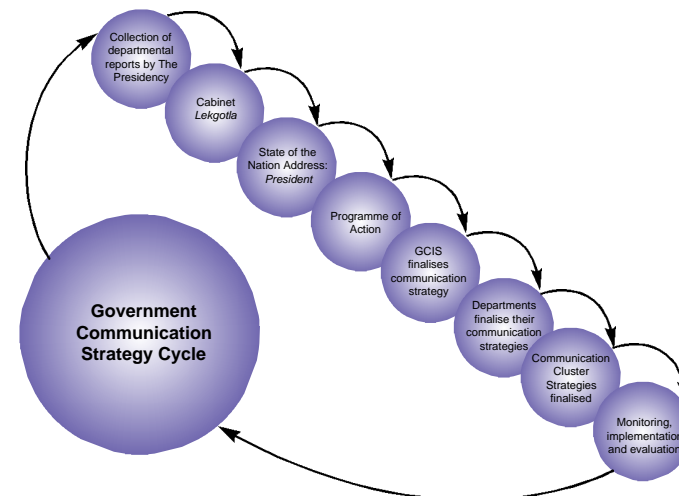 Collection of
departmental
reports by The
Presidency
Cabinet
Lekgotla
State of the
Nation Address:
President
Programme of
Action
GCIS
finalises
communication
strategy
Departments
finalise their
communication
strategies
Communication
Cluster
Strategies
finalised
Monitoring,
implementation
and evaluation
Government
Communication
Strategy Cycle